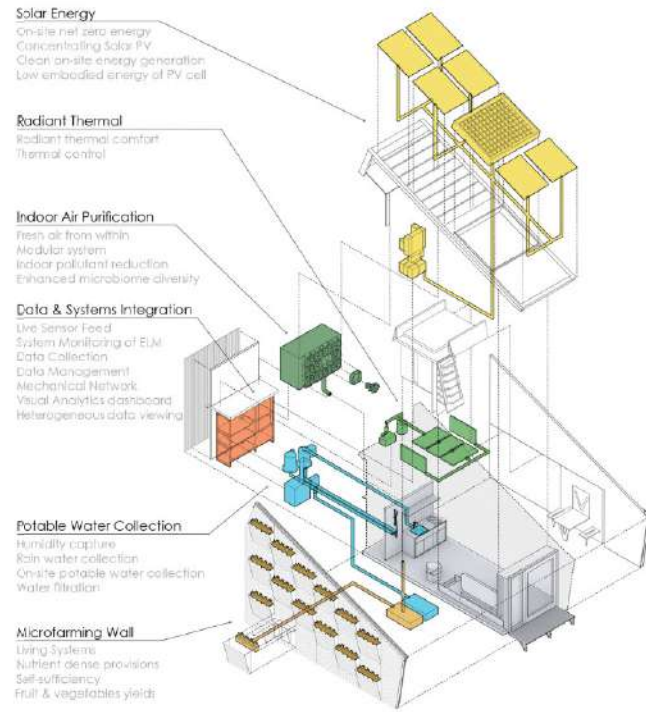 Solar Energy
On-site net zero energy
Concentrating Solar PV
Clean on-site energy generation
Low embodied energy of PV cell
Radiant Thermal
Radiant thermal comfort
Thermal control
Indoor Air Purification
Fresh air from within
Modular system
Indoor pollutant reduction
Enhanced microbiome diversity
Data & Systems Integration
Live Sensor Feed
System Monitoring of ELM
Data Collection
Data Management
Mechanical Network
Visual Analytics dashboard
Heterogeneous data viewing
Potable Water Collection
Humidity capture
Rain water collection
On-site potable water collection
Water filtration
Microfarming Wall
Living Systems
Nutrient dense provisions
Self-sufficiency
Fruit & vegetables yields